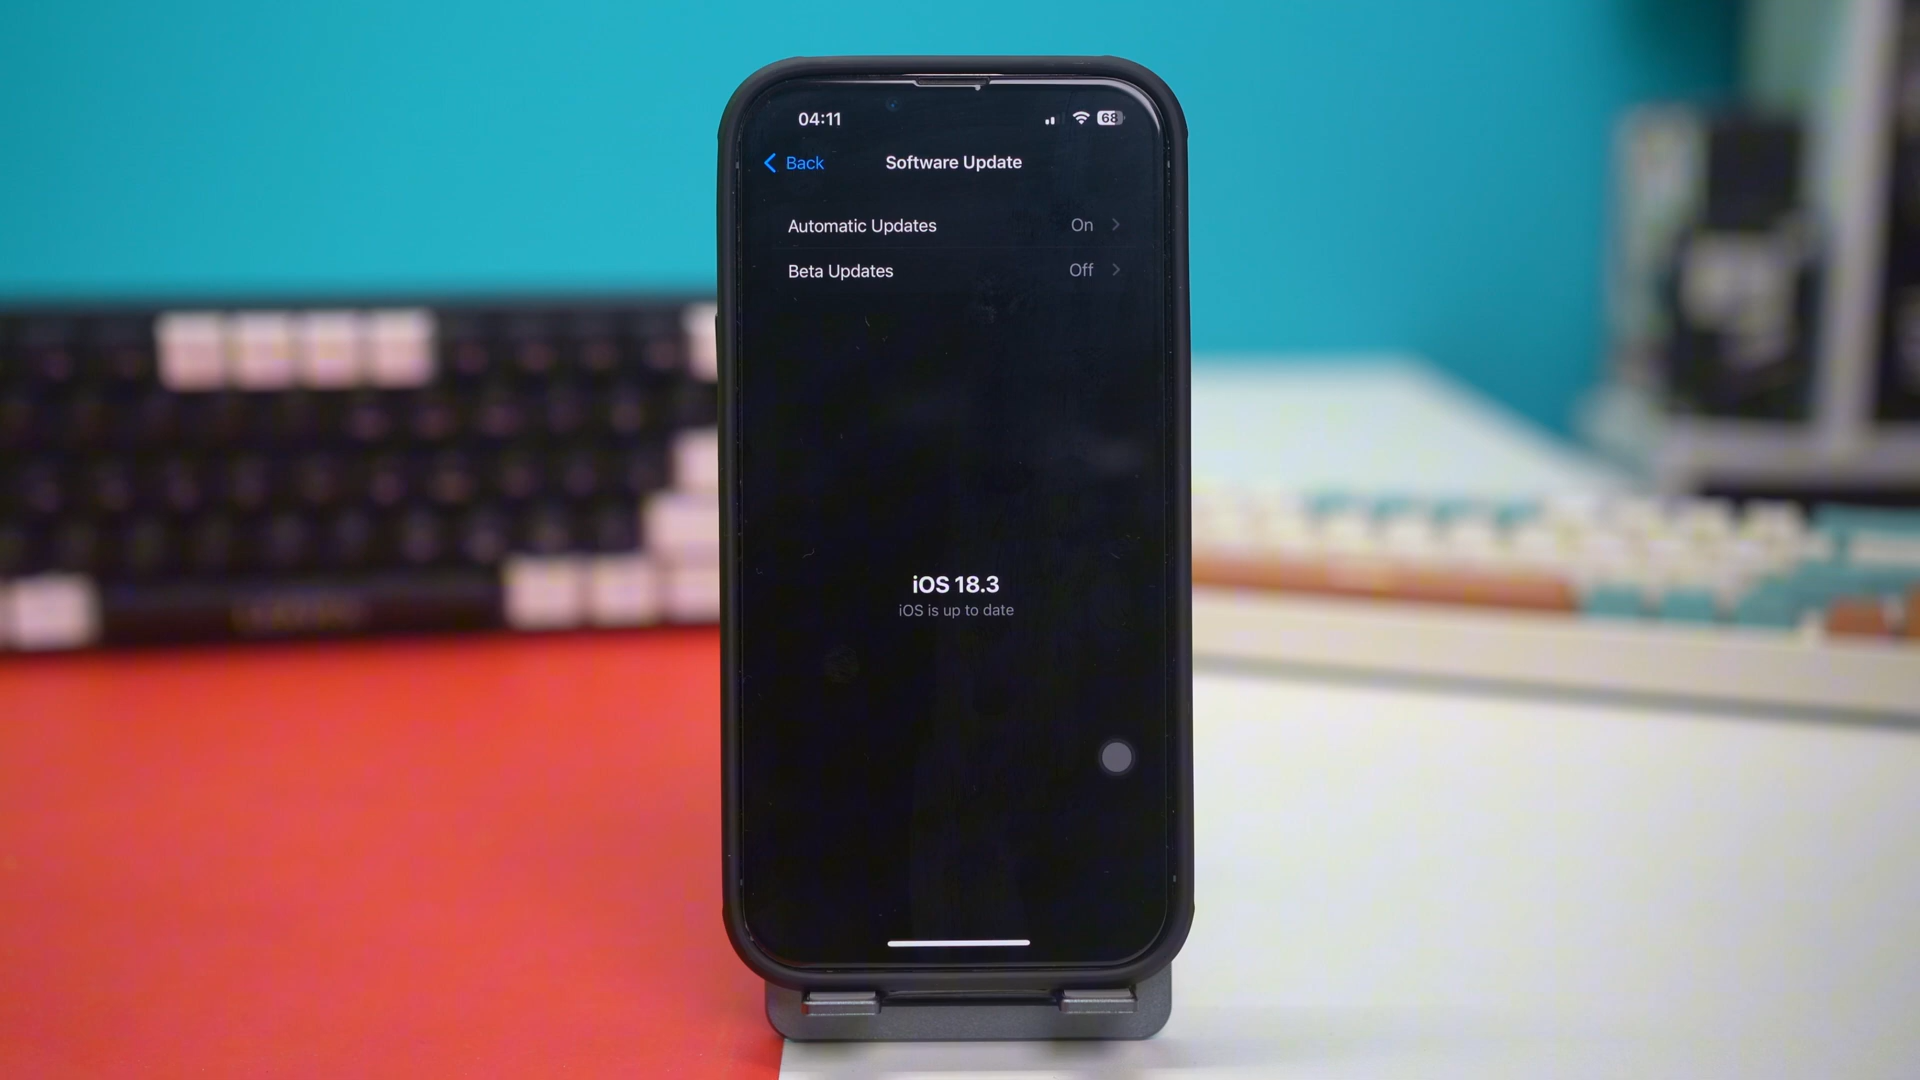 04:11
68
Back
Software Update
Automatic Updates
On
Beta Updates
Off
iOS 18.3
iOS is up to date